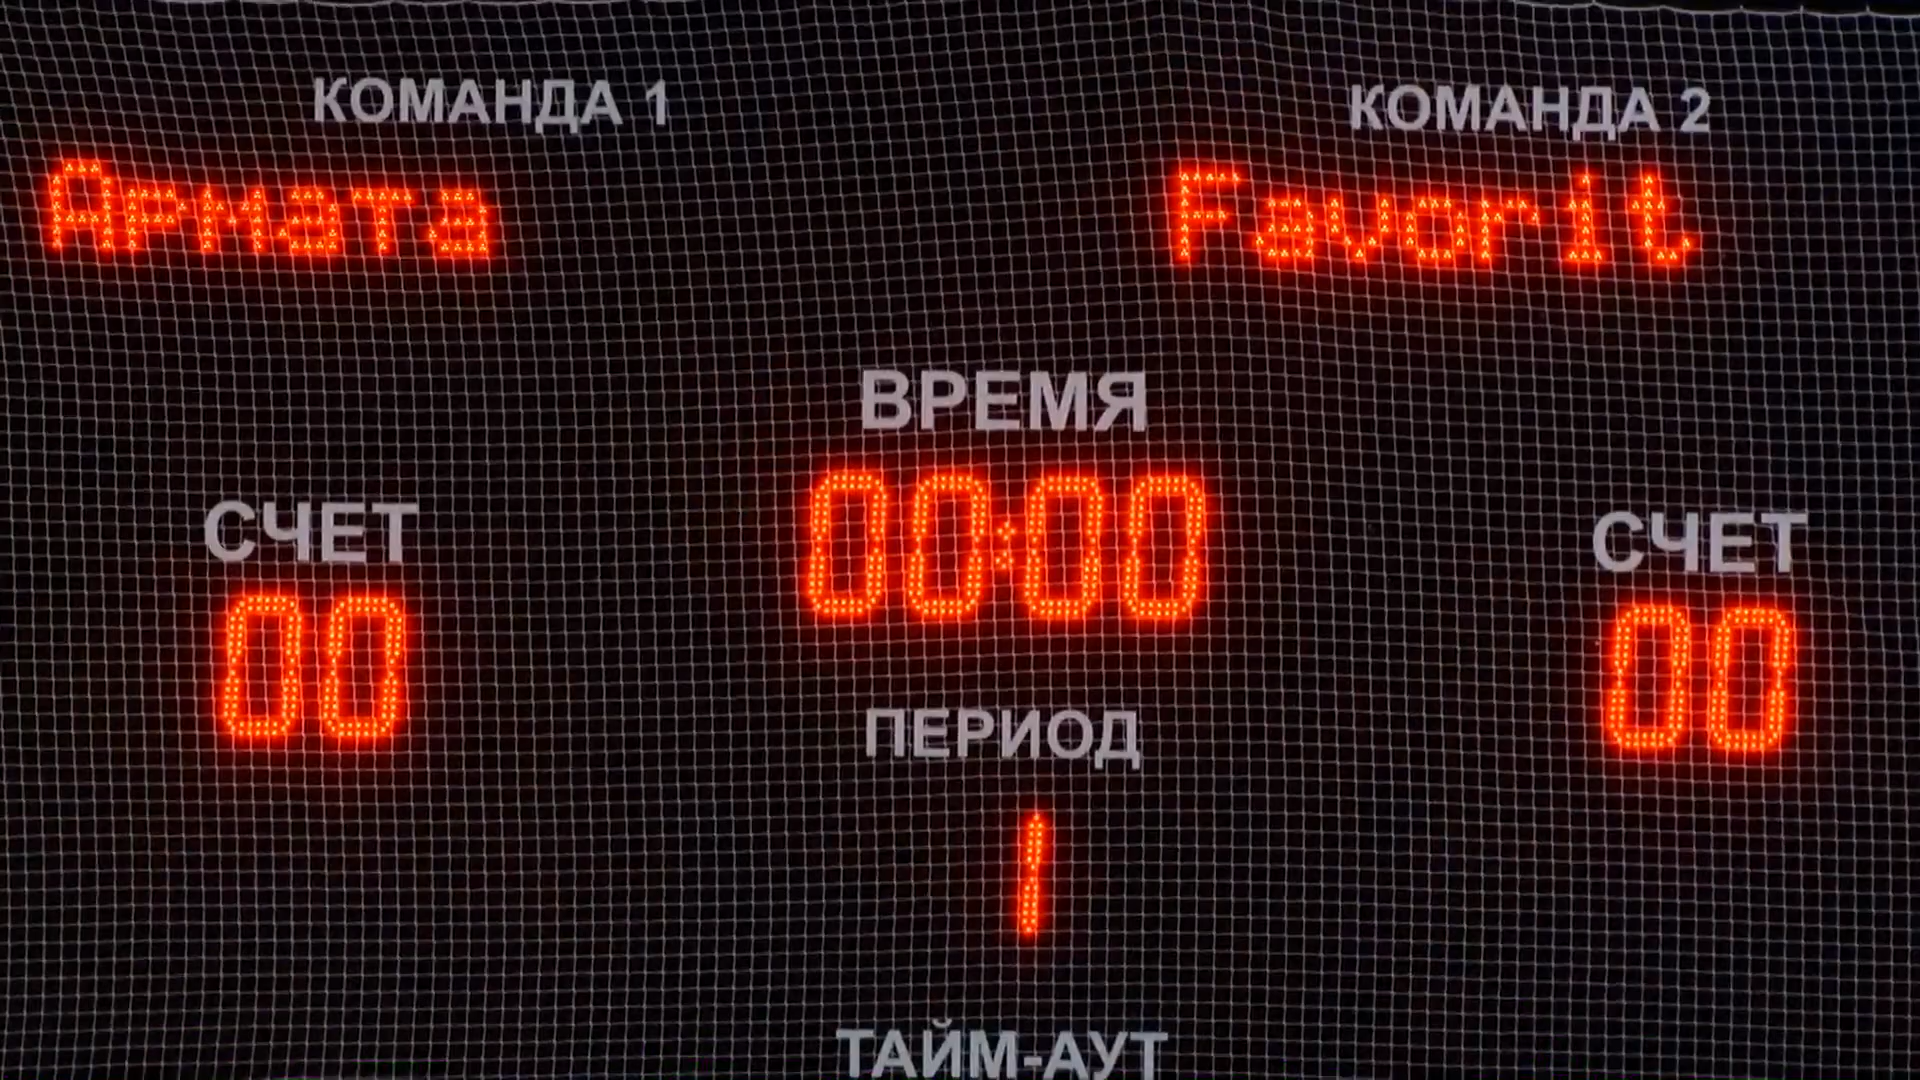 КОМАНДА 1
КОМАНДА 2
Армата
Favorit
ВРЕМЯ
00:00
СЧЕТ
00
СЧЕТ
00
ПЕРИОД
1
ТАЙМ-АУТ